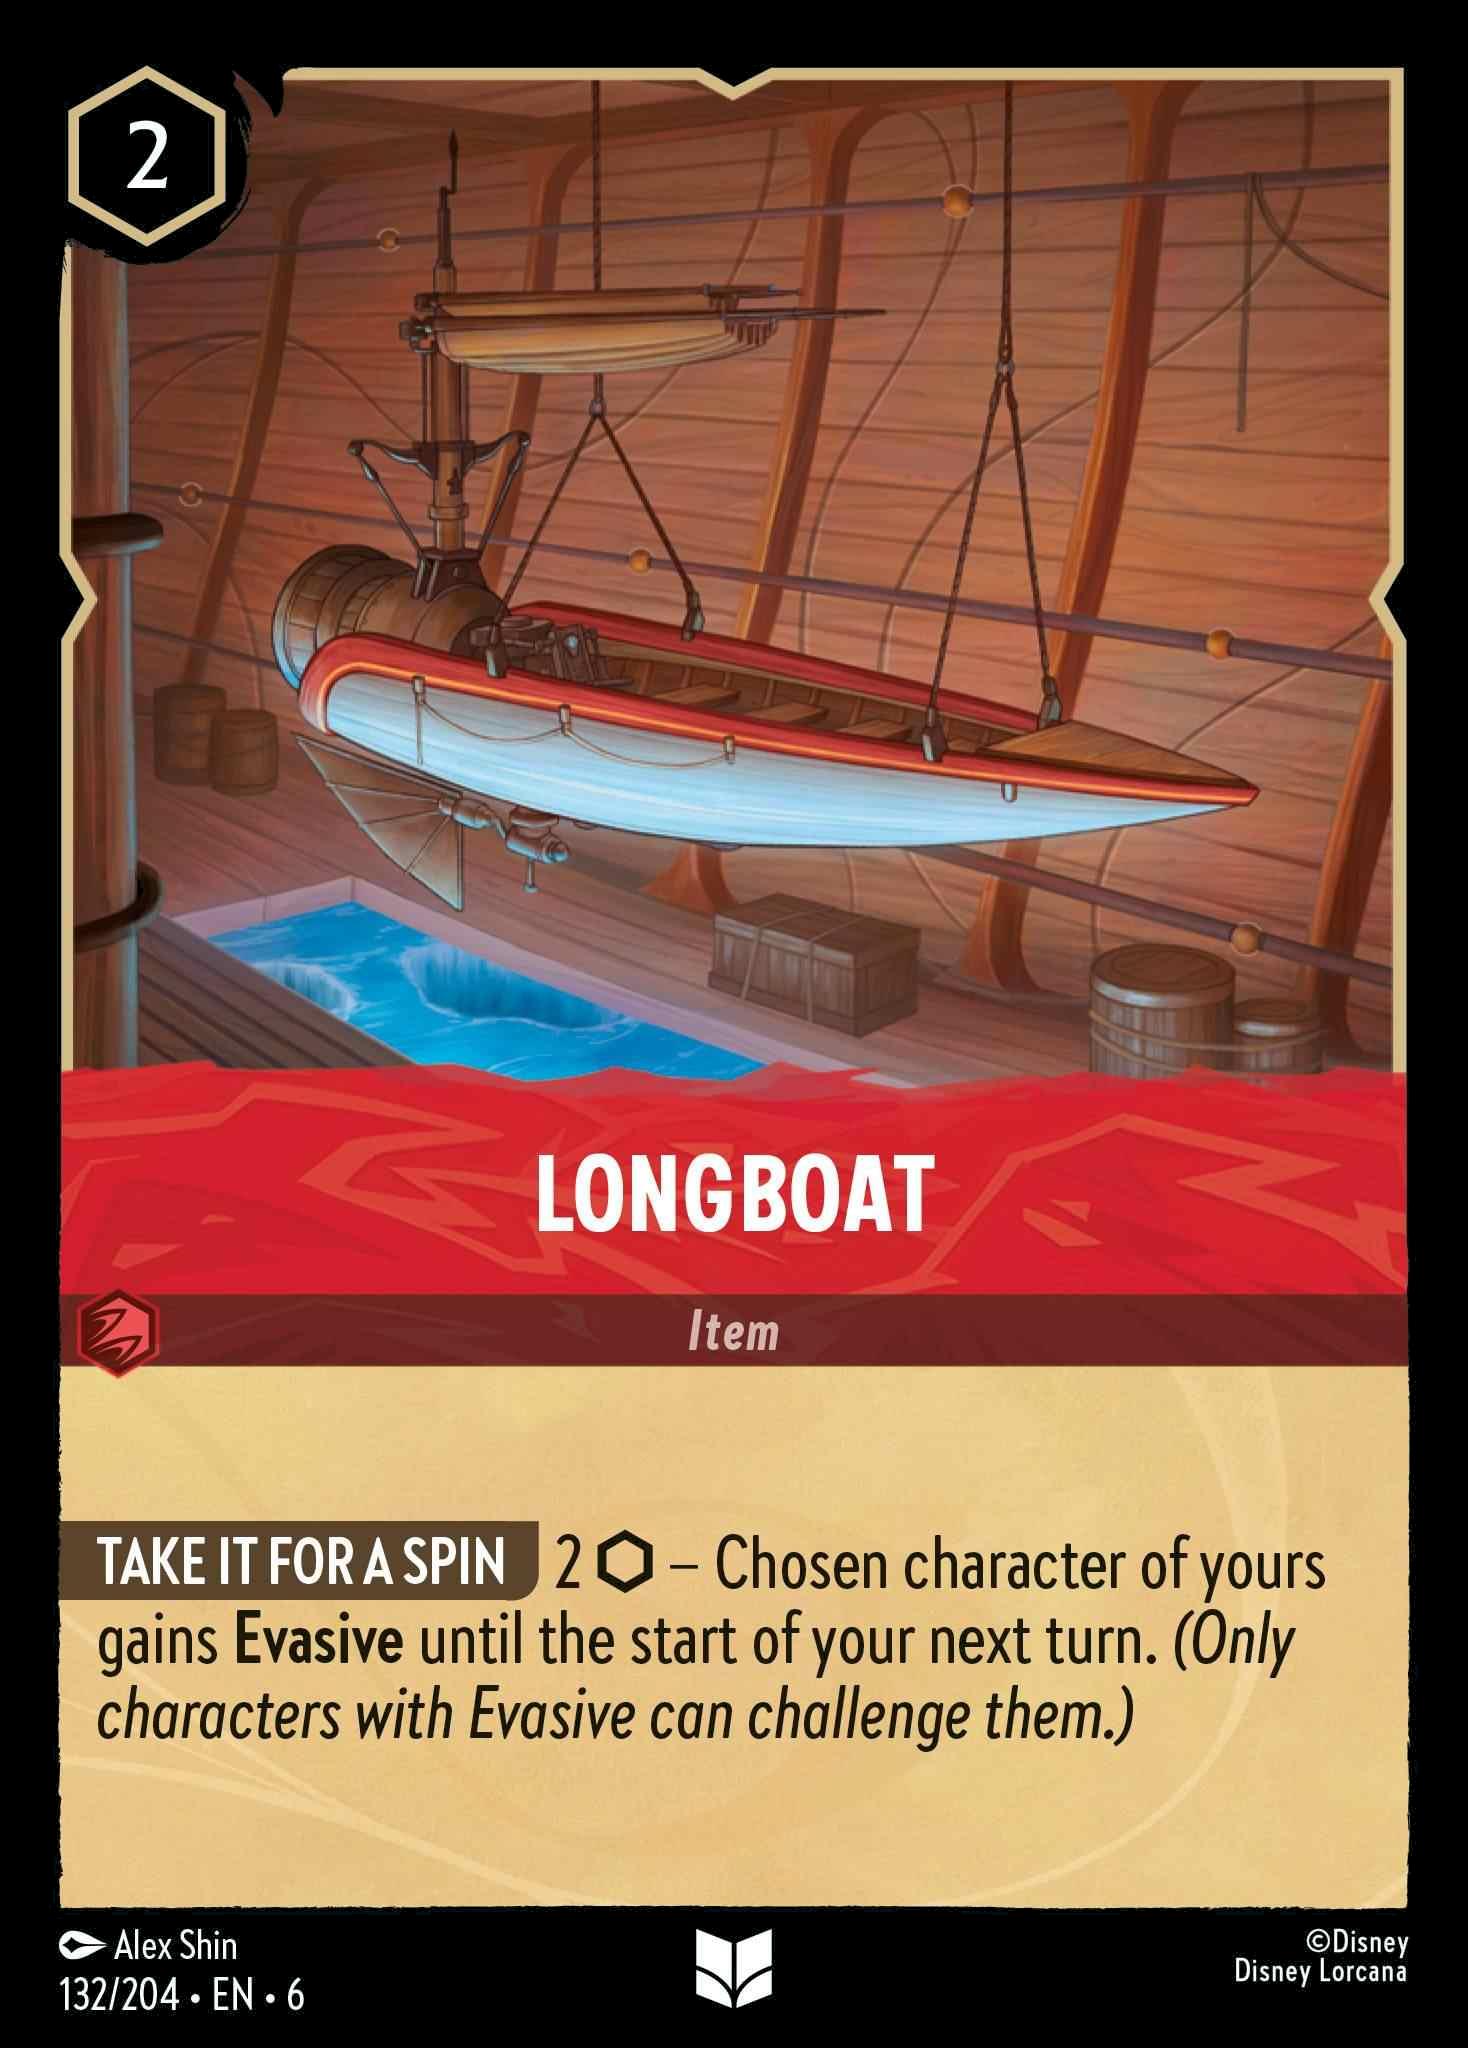 2
LONGBOAT
Item
TAKE IT FOR A SPIN 2 ⬡ – Chosen character of yours
gains Evasive until the start of your next turn. (Only
characters with Evasive can challenge them.)
Alex Shin
132/204 • EN • 6
©Disney
Disney Lorcana